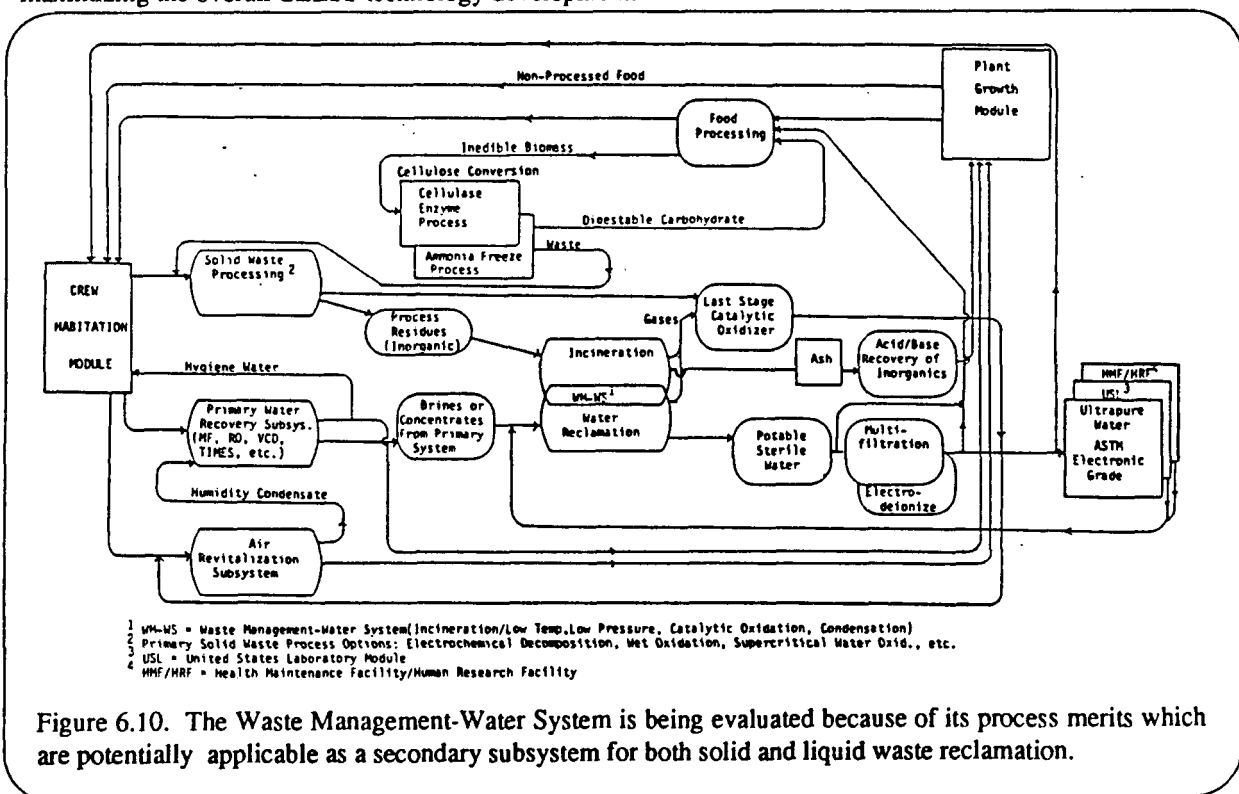 Plant
Growth
Module
Non-Processed Food
Food
Processing
Inedible Biomass
Cellulose Conversion
Cellulase
Enzyme
Process
Digestable Carbohydrate
Waste
Ammonia Freeze
Process
Solid Waste
Processing 2
CREW
HABITATION
MODULE
Process
Residues
(Inorganic)
Gases
Last Stage
Catalytic
Oxidizer
Incineration
WM-WS 1
Water
Reclamation
Ash
Acid/Base
Recovery of
Inorganics
HMF/HRF
USL 3
Ultrapure
Water
ASTM
Electronic
Grade
Hygiene Water
Primary Water
Recovery Subsys.
(MF, RO, VCD,
TIMES, etc.)
Brines or
Concentrates
from Primary
System
Potable
Sterile
Water
Multi-
filtration
Electro-
deionize
Humidity Condensate
Air
Revitalization
Subsystem
1 WM-WS = Waste Management-Water System(Incineration/Low Temp.Low Pressure, Catalytic Oxidation, Condensation)
2 Primary Solid Waste Process Options: Electrochemical Decomposition, Wet Oxidation, Supercritical Water Oxid., etc.
3 USL = United States Laboratory Module
4 HMF/HRF = Health Maintenance Facility/Human Research Facility
Figure 6.10. The Waste Management-Water System is being evaluated because of its process merits which
are potentially applicable as a secondary subsystem for both solid and liquid waste reclamation.